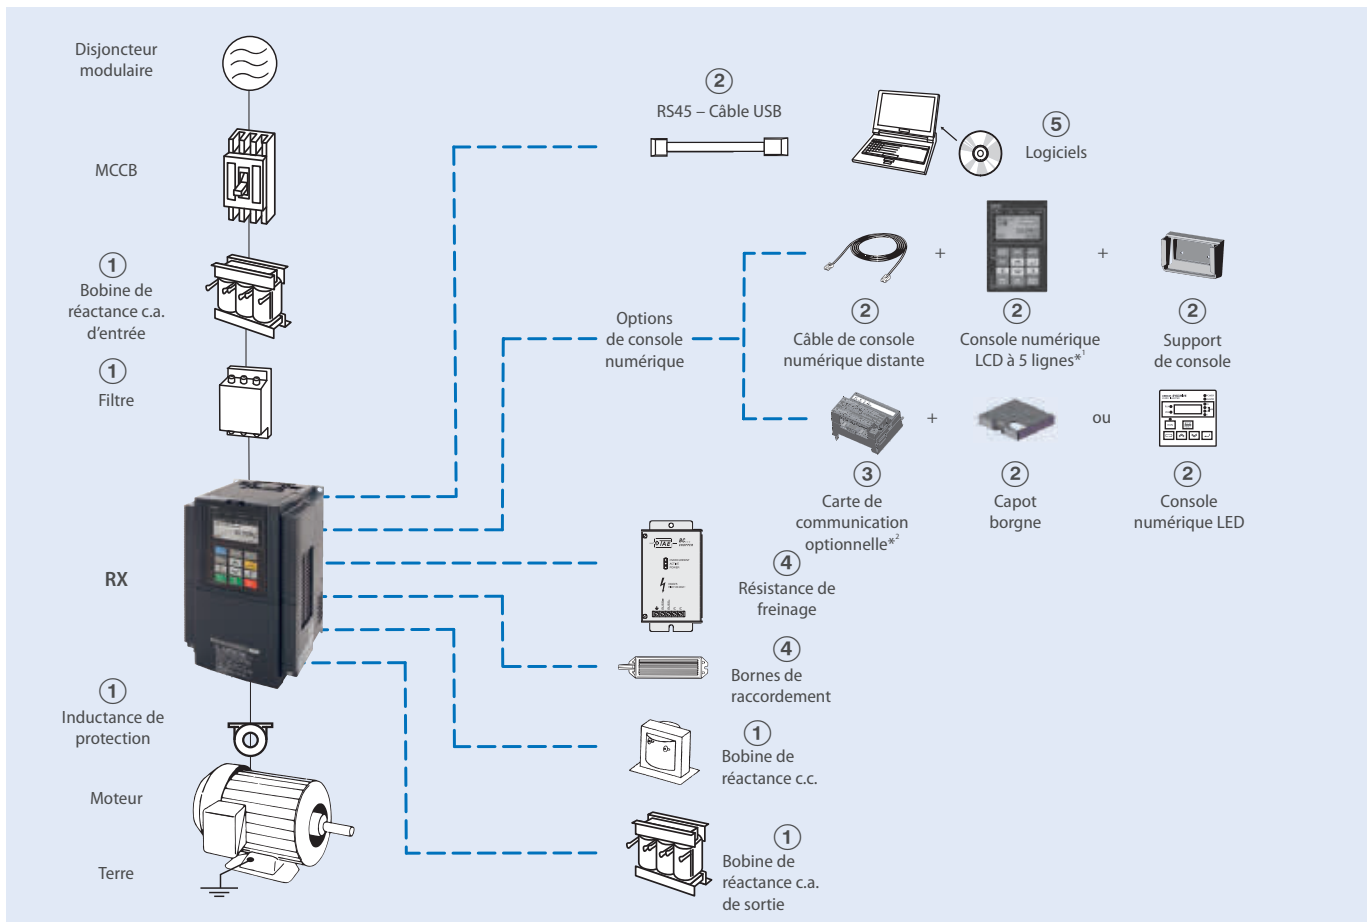 Disjoncteur
modulaire
MCCB
1
Bobine de
réactance c.a.
d'entrée
1
Filtre
RX
1
Inductance de
protection
Moteur
Terre
2
RS45 – Câble USB
5
Logiciels
Options
de console
numérique
+
+
2
Câble de console
numérique distante
2
Console numérique
LCD à 5 lignes*1
2
Support
de console
+
ou
3
Carte de
communication
optionnelle*2
2
Capot
borgne
2
Console
numérique LED
4
Résistance de
freinage
4
Bornes de
raccordement
1
Bobine de
réactance c.c.
1
Bobine de
réactance c.a.
de sortie